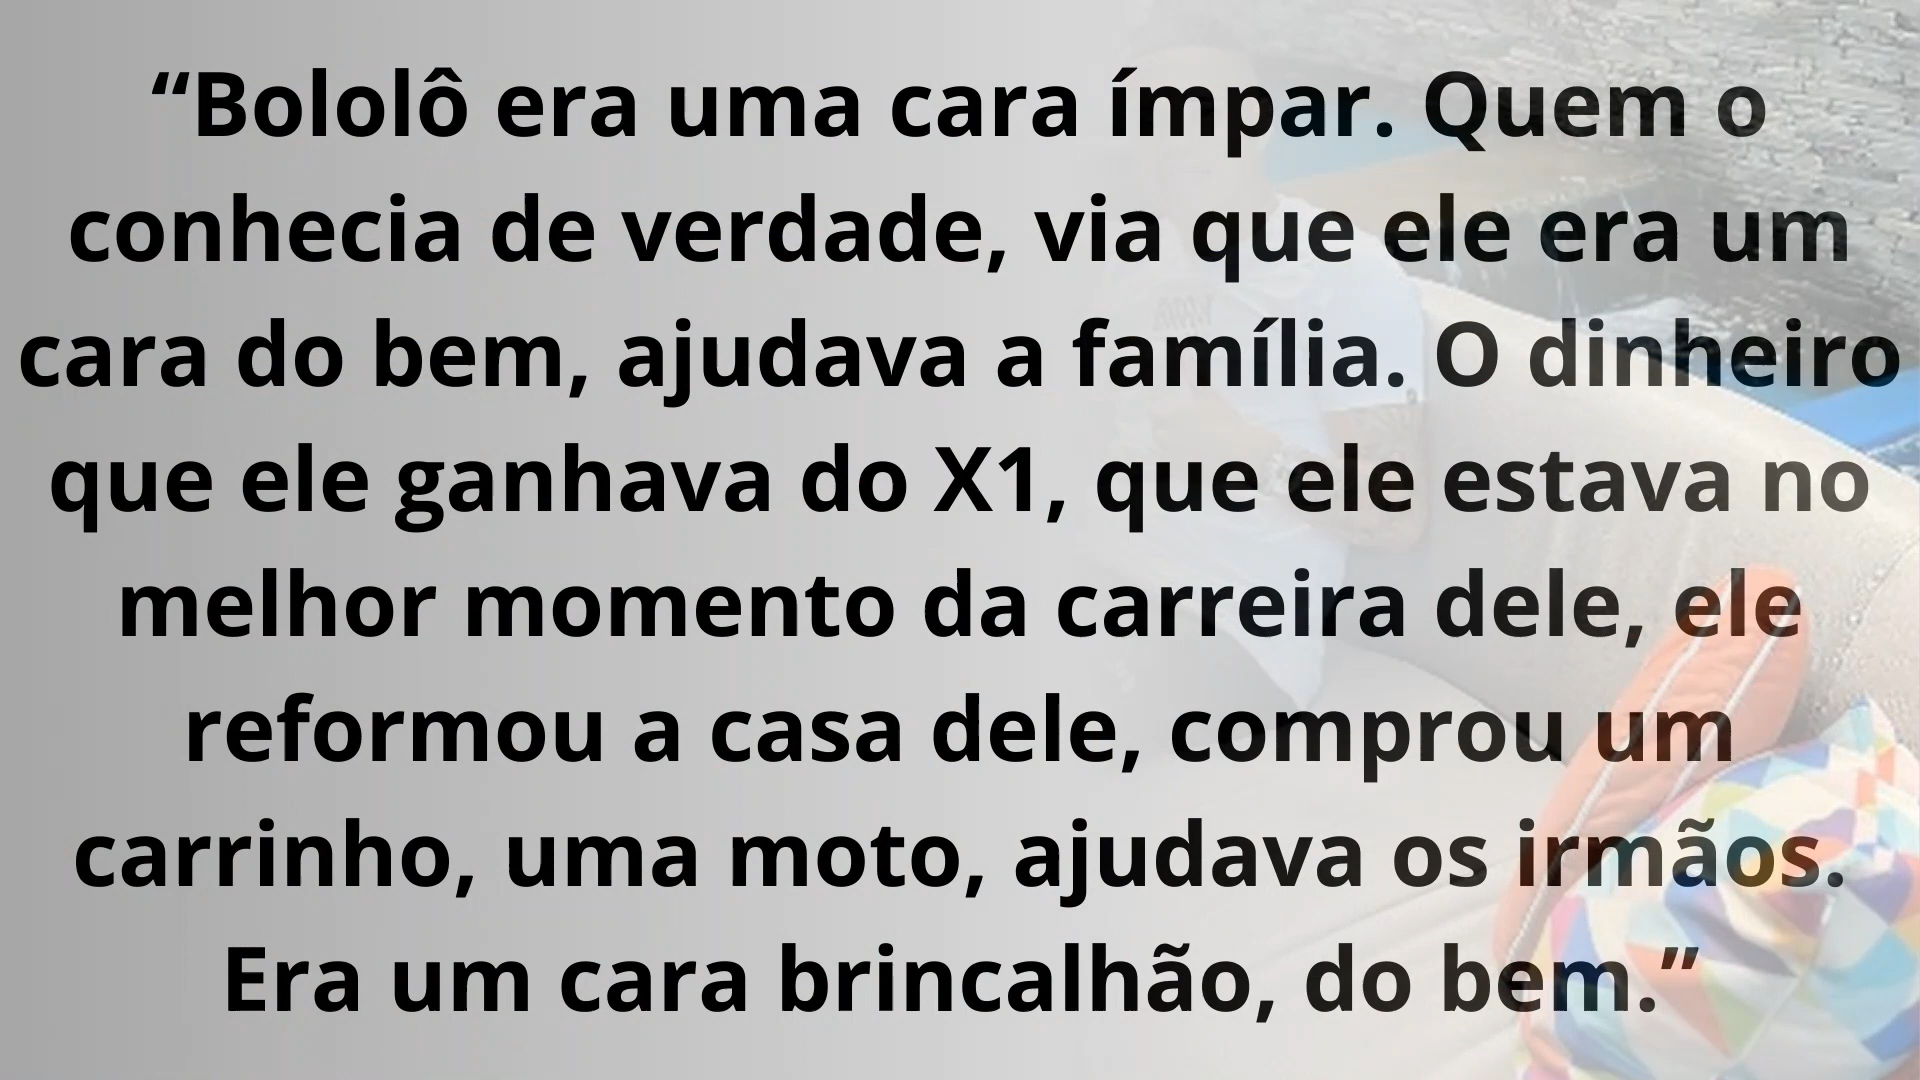 “Bololô era uma cara ímpar. Quem o
conhecia de verdade, via que ele era um
cara do bem, ajudava a família. O dinheiro
que ele ganhava do X1, que ele estava no
melhor momento da carreira dele, ele
reformou a casa dele, comprou um
carrinho, uma moto, ajudava os irmãos.
Era um cara brincalhão, do bem.”